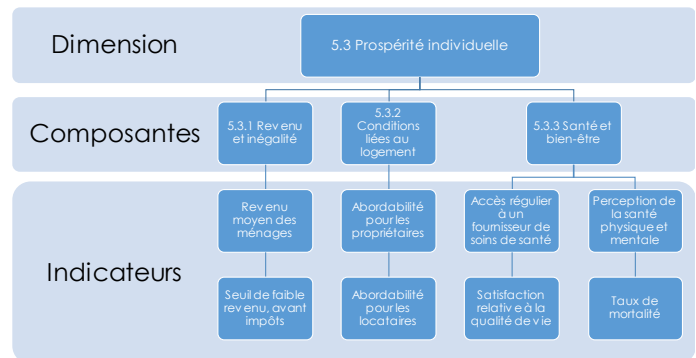 Dimension
5.3 Prospérité individuelle
Composantes
5.3.1 Revenu
et inégalité
5.3.2
Conditions
liées au
logement
5.3.3 Santé et
bien-être
Indicateurs
Revenu
moyen des
ménages
Abordabilité
pour les
propriétaires
Accès régulier
à un
fournisseur de
soins de santé
Perception de
la santé
physique et
mentale
Seuil de faible
revenu, avant
impôts
Abordabilité
pour les
locataires
Satisfaction
relative à la
qualité de vie
Taux de
mortalité